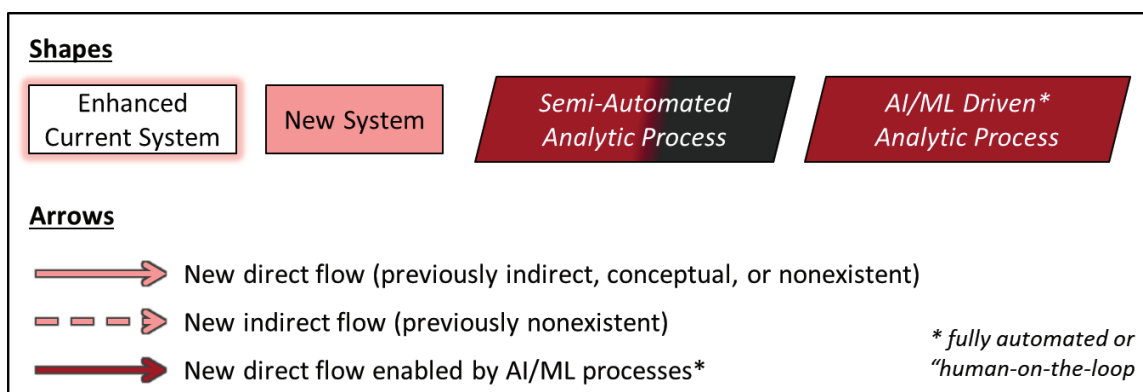 Shapes
Enhanced
Current System
New System
Semi-Automated
Analytic Process
AI/ML Driven*
Analytic Process
Arrows
New direct flow (previously indirect, conceptual, or nonexistent)
New indirect flow (previously nonexistent)
New direct flow enabled by AI/ML processes*
* fully automated or
“human-on-the-loop